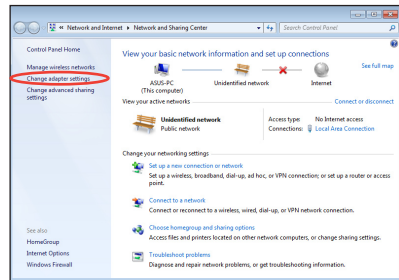 « Network and Internet ▸ Network and Sharing Center
Search Control Panel
Control Panel Home
Manage wireless networks
Change adapter settings
Change advanced sharing
settings
See also
HomeGroup
Internet Options
Windows Firewall
View your basic network information and set up connections
See full map
ASUS-PC
(This computer)
Unidentified network
Internet
View your active networks
Connect or disconnect
Unidentified network
Public network
Access type: No Internet access
Connections: Local Area Connection
Change your networking settings
Set up a new connection or network
Set up a wireless, broadband, dial-up, ad hoc, or VPN connection; or set up a router or access
point.
Connect to a network
Connect or reconnect to a wireless, wired, dial-up, or VPN network connection.
Choose homegroup and sharing options
Access files and printers located on other network computers, or change sharing settings.
Troubleshoot problems
Diagnose and repair network problems, or get troubleshooting information.